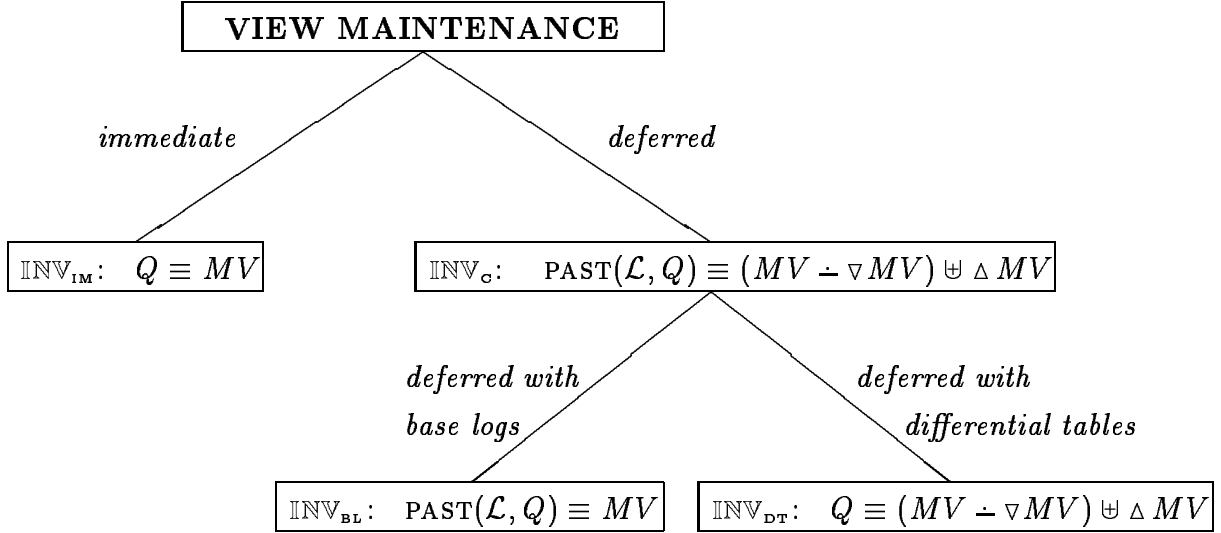 VIEW MAINTENANCE
immediate
deferred
𝕀ℕ𝕍_IM: Q ≡ MV
𝕀ℕ𝕍_C: PAST(ℒ, Q) ≡ (MV ∸ ▽MV) ⊎ △MV
deferred with
base logs
deferred with
differential tables
𝕀ℕ𝕍_BL: PAST(ℒ, Q) ≡ MV
𝕀ℕ𝕍_DT: Q ≡ (MV ∸ ▽MV) ⊎ △MV